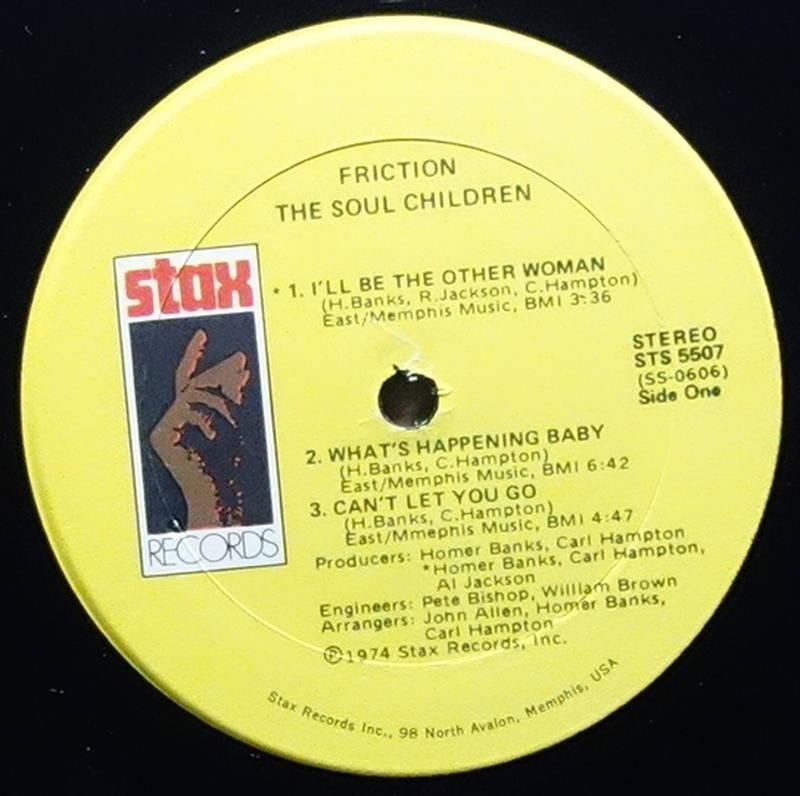 FRICTION
THE SOUL CHILDREN
stax
RECORDS
* 1. I'LL BE THE OTHER WOMAN
(H.Banks, R.Jackson, C.Hampton)
East/Memphis Music, BMI 3:36
STEREO
STS 5507
(SS-0606)
Side One
2. WHAT'S HAPPENING BABY
(H.Banks, C.Hampton)
East/Memphis Music, BMI 6:42
3. CAN'T LET YOU GO
(H.Banks, C.Hampton)
East/Mmephis Music, BMI 4:47
Producers: Homer Banks, Carl Hampton
*Homer Banks, Carl Hampton,
Al Jackson
Engineers: Pete Bishop, William Brown
Arrangers: John Allen, Homer Banks,
Carl Hampton
℗1974 Stax Records, Inc.
Stax Records Inc., 98 North Avalon, Memphis, USA